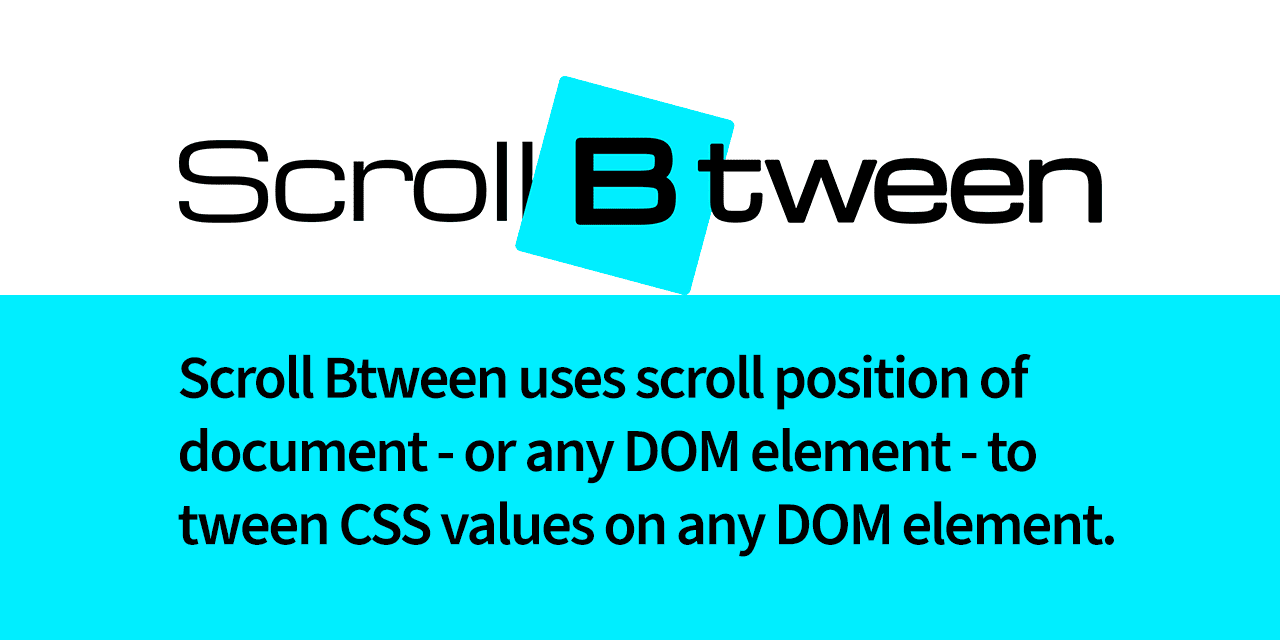 Scroll Btween
Scroll Btween uses scroll position of
document - or any DOM element - to
tween CSS values on any DOM element.